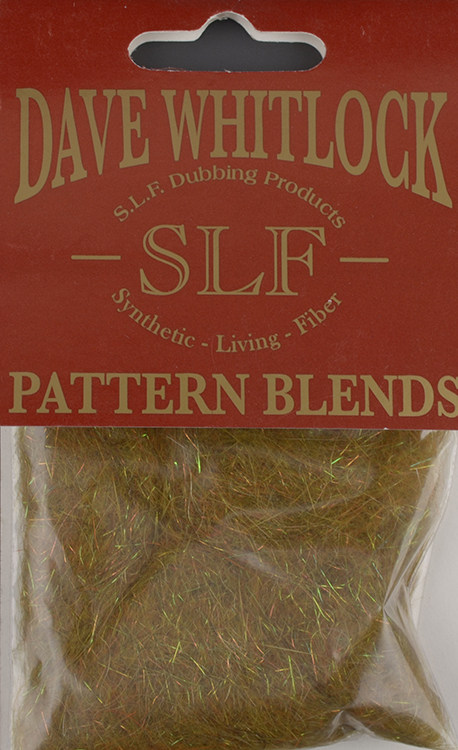 DAVE WHITLOCK
S.L.F. Dubbing Products
- SLF -
Synthetic - Living - Fiber
PATTERN BLENDS